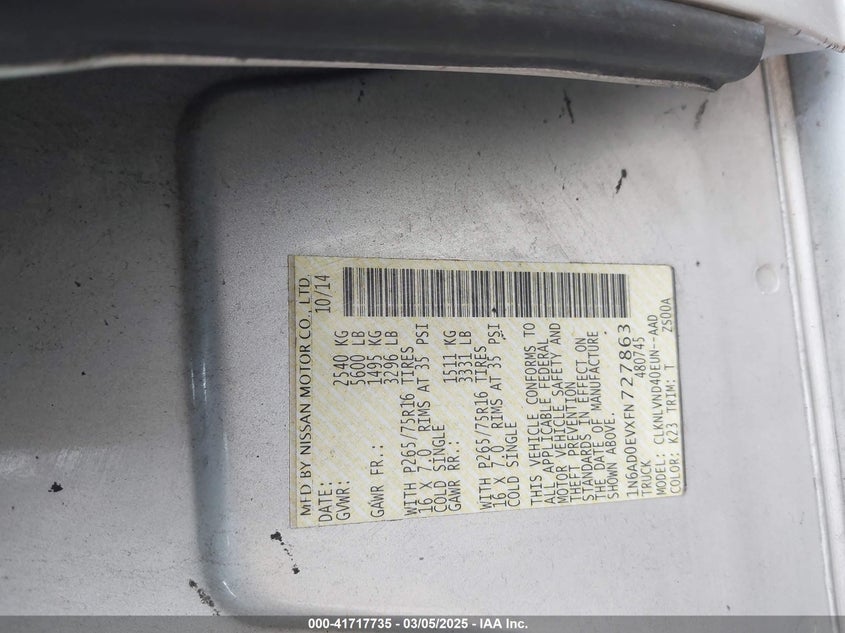 MFD BY NISSAN MOTOR CO., LTD.
DATE: 10/14
GVWR: 2540 KG
5600 LB
GAWR FR.: 1495 KG
3296 LB
WITH P265/75R16 TIRES
16 X 7.0 RIMS AT 35 PSI
COLD SINGLE
GAWR RR.: 1511 KG
3331 LB
WITH P265/75R16 TIRES
16 X 7.0 RIMS AT 35 PSI
COLD SINGLE
THIS VEHICLE CONFORMS TO
ALL APPLICABLE FEDERAL
MOTOR VEHICLE SAFETY AND
THEFT PREVENTION
STANDARDS IN EFFECT ON
THE DATE OF MANUFACTURE
SHOWN ABOVE.
1N6AD0EVXFN727863
TRUCK 480745
MODEL: CLKNLVND40EUN--AAD
COLOR: K23 TRIM: T ZS00A
000-41717735 - 03/05/2025 - IAA Inc.